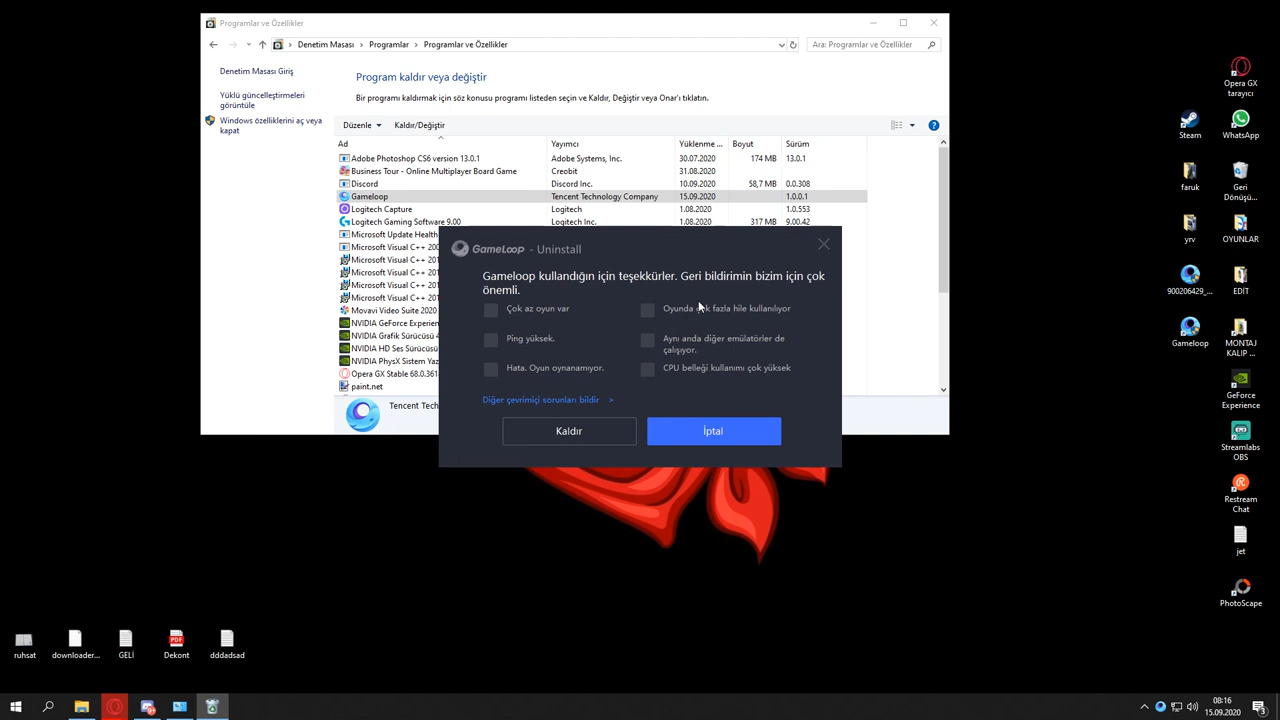 Programlar ve Özellikler
Denetim Masası > Programlar > Programlar ve Özellikler
Ara: Programlar ve Özellikler
Denetim Masası Giriş
Yüklü güncelleştirmeleri
görüntüle
Windows özelliklerini aç veya
kapat
Program kaldır veya değiştir
Bir programı kaldırmak için söz konusu programı listeden seçin ve Kaldır, Değiştir veya Onar'ı tıklatın.
Düzenle Kaldır/Değiştir
Ad Yayımcı Yüklenme ... Boyut Sürüm
Adobe Photoshop CS6 version 13.0.1 Adobe Systems, Inc. 30.07.2020 174 MB 13.0.1
Business Tour - Online Multiplayer Board Game Creobit 31.08.2020
Discord Discord Inc. 10.09.2020 58,7 MB 0.0.308
Gameloop Tencent Technology Company 15.09.2020 1.0.0.1
Logitech Capture Logitech 1.08.2020 1.0.553
Logitech Gaming Software 9.00 Logitech Inc. 1.08.2020 317 MB 9.00.42
Microsoft Update Health
Microsoft Visual C++ 200
Microsoft Visual C++ 20
Microsoft Visual C++ 20
Microsoft Visual C++ 20
Microsoft Visual C++ 20
Movavi Video Suite 2020
NVIDIA GeForce Experien
NVIDIA Grafik Sürücüsü 4
NVIDIA HD Ses Sürücüsü
NVIDIA PhysX Sistem Yaz
Opera GX Stable 68.0.361
paint.net
Tencent Tech
GameLoop - Uninstall
Gameloop kullandığın için teşekkürler. Geri bildirimin bizim için çok
önemli.
Çok az oyun var
Oyunda çok fazla hile kullanılıyor
Ping yüksek.
Aynı anda diğer emülatörler de
çalışıyor.
Hata. Oyun oynanamıyor.
CPU belleği kullanımı çok yüksek
Diğer çevrimiçi sorunları bildir >
Kaldır
İptal
Opera GX
tarayıcı
Steam
WhatsApp
faruk
Geri
Dönüşü...
yrv
OYUNLAR
900206429_...
EDİT
Gameloop
MONTAJ
KALIP ...
GeForce
Experience
Streamlabs
OBS
Restream
Chat
jet
PhotoScape
ruhsat
downloader...
GELİ
PDF
Dekont
dddadsad
08:16
15.09.2020
3